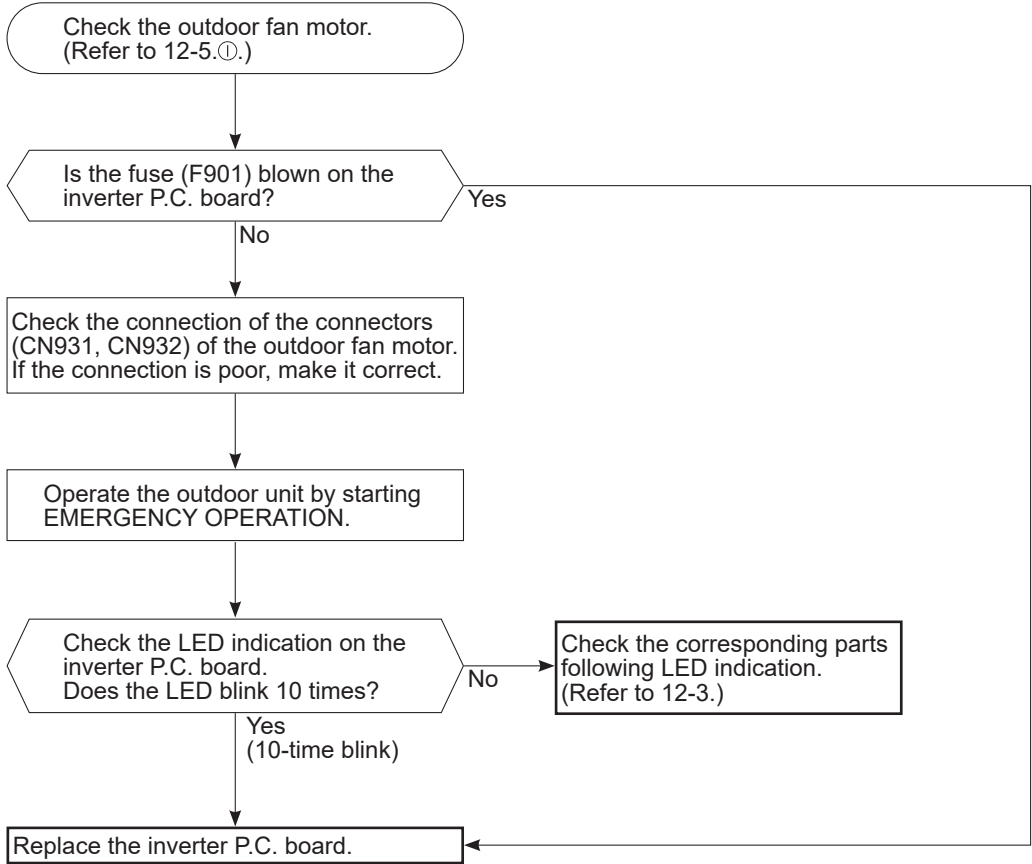 Check the outdoor fan motor.
(Refer to 12-5.Ⓘ.)
Is the fuse (F901) blown on the
inverter P.C. board?
Yes
No
Check the connection of the connectors
(CN931, CN932) of the outdoor fan motor.
If the connection is poor, make it correct.
Operate the outdoor unit by starting
EMERGENCY OPERATION.
Check the LED indication on the
inverter P.C. board.
Does the LED blink 10 times?
No
Check the corresponding parts
following LED indication.
(Refer to 12-3.)
Yes
(10-time blink)
Replace the inverter P.C. board.